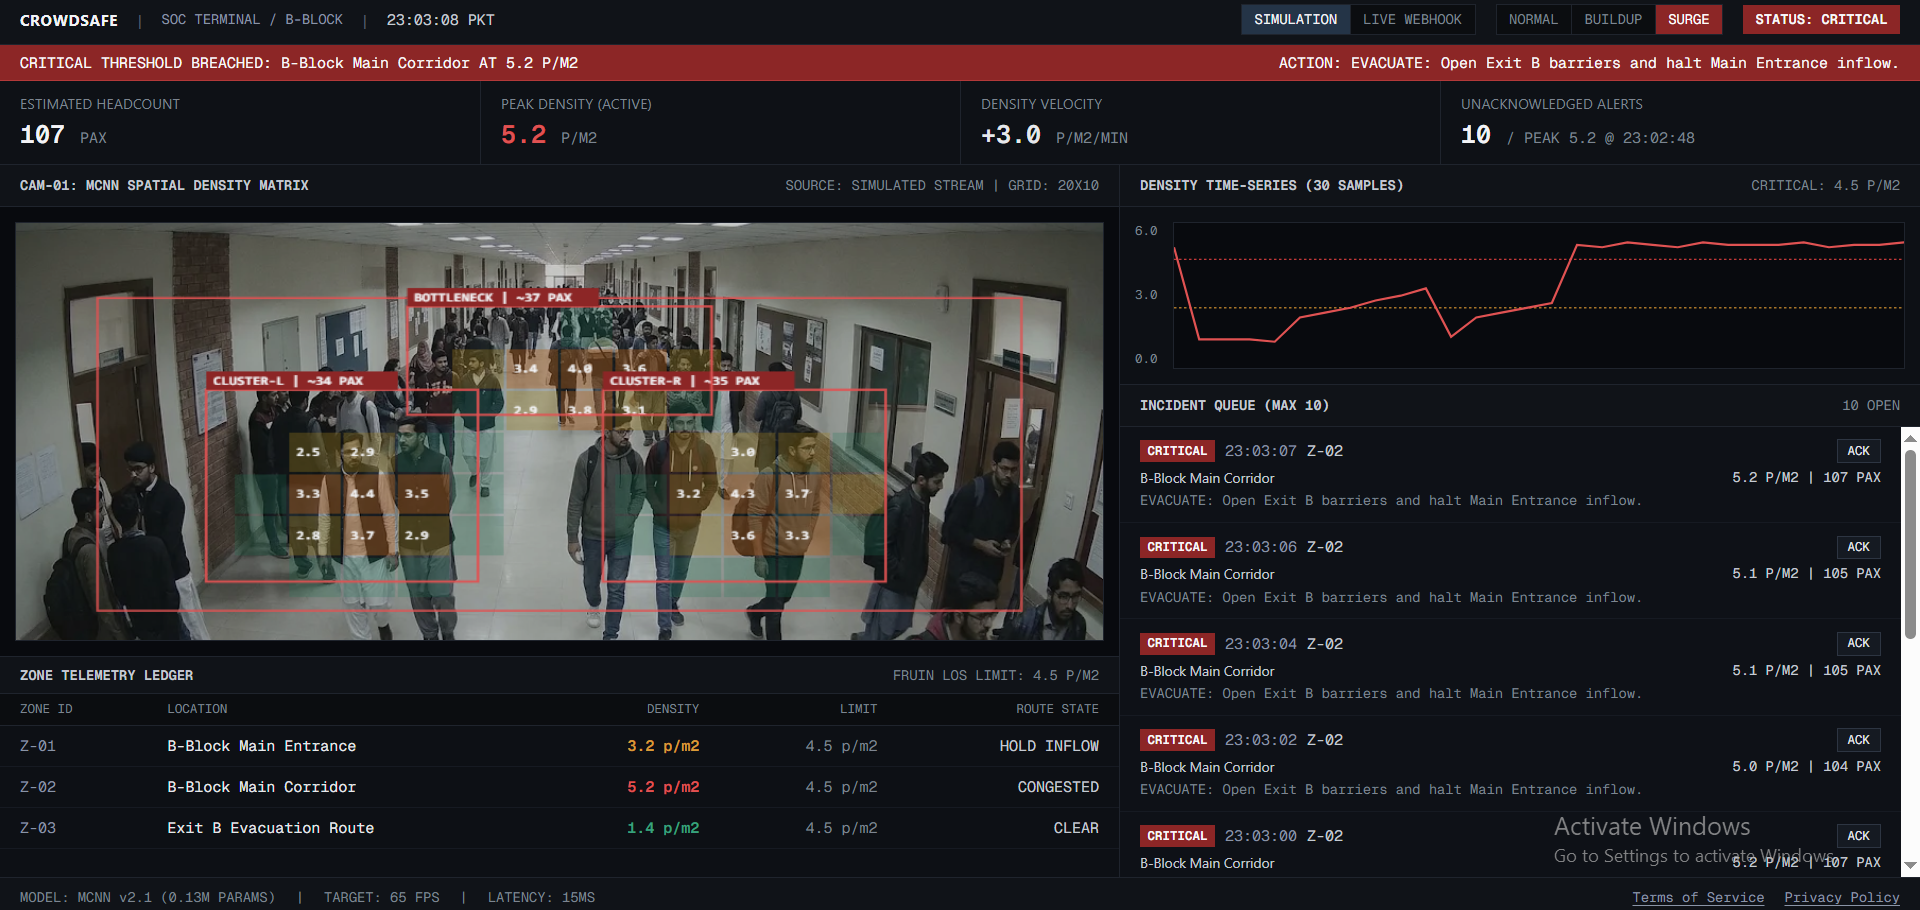 CROWDSAFE | SOC TERMINAL / B-BLOCK | 23:03:08 PKT
SIMULATION LIVE WEBHOOK NORMAL BUILDUP SURGE STATUS: CRITICAL
CRITICAL THRESHOLD BREACHED: B-Block Main Corridor AT 5.2 P/M2
ACTION: EVACUATE: Open Exit B barriers and halt Main Entrance inflow.
ESTIMATED HEADCOUNT
107 PAX
PEAK DENSITY (ACTIVE)
5.2 P/M2
DENSITY VELOCITY
+3.0 P/M2/MIN
UNACKNOWLEDGED ALERTS
10 / PEAK 5.2 @ 23:02:48
CAM-01: MCNN SPATIAL DENSITY MATRIX
SOURCE: SIMULATED STREAM | GRID: 20X10
BOTTLENECK | ~37 PAX
3.4 4.0 3.6
CLUSTER-L | ~34 PAX
CLUSTER-R | ~35 PAX
2.9 3.8 3.1
2.5 2.9 3.0
3.3 4.4 3.5 3.2 4.3 3.7
2.8 3.7 2.9 3.6 3.3
ZONE TELEMETRY LEDGER
FRUIN LOS LIMIT: 4.5 P/M2
ZONE ID LOCATION DENSITY LIMIT ROUTE STATE
Z-01 B-Block Main Entrance 3.2 p/m2 4.5 p/m2 HOLD INFLOW
Z-02 B-Block Main Corridor 5.2 p/m2 4.5 p/m2 CONGESTED
Z-03 Exit B Evacuation Route 1.4 p/m2 4.5 p/m2 CLEAR
DENSITY TIME-SERIES (30 SAMPLES)
CRITICAL: 4.5 P/M2
6.0
3.0
0.0
INCIDENT QUEUE (MAX 10)
10 OPEN
CRITICAL 23:03:07 Z-02 ACK
B-Block Main Corridor 5.2 P/M2 | 107 PAX
EVACUATE: Open Exit B barriers and halt Main Entrance inflow.
CRITICAL 23:03:06 Z-02 ACK
B-Block Main Corridor 5.1 P/M2 | 105 PAX
EVACUATE: Open Exit B barriers and halt Main Entrance inflow.
CRITICAL 23:03:04 Z-02 ACK
B-Block Main Corridor 5.1 P/M2 | 105 PAX
EVACUATE: Open Exit B barriers and halt Main Entrance inflow.
CRITICAL 23:03:02 Z-02 ACK
B-Block Main Corridor 5.0 P/M2 | 104 PAX
EVACUATE: Open Exit B barriers and halt Main Entrance inflow.
CRITICAL 23:03:00 Z-02 ACK
B-Block Main Corridor 5.2 P/M2 | 107 PAX
Activate Windows
Go to Settings to activate Windows.
MODEL: MCNN v2.1 (0.13M PARAMS) | TARGET: 65 FPS | LATENCY: 15MS
Terms of Service Privacy Policy